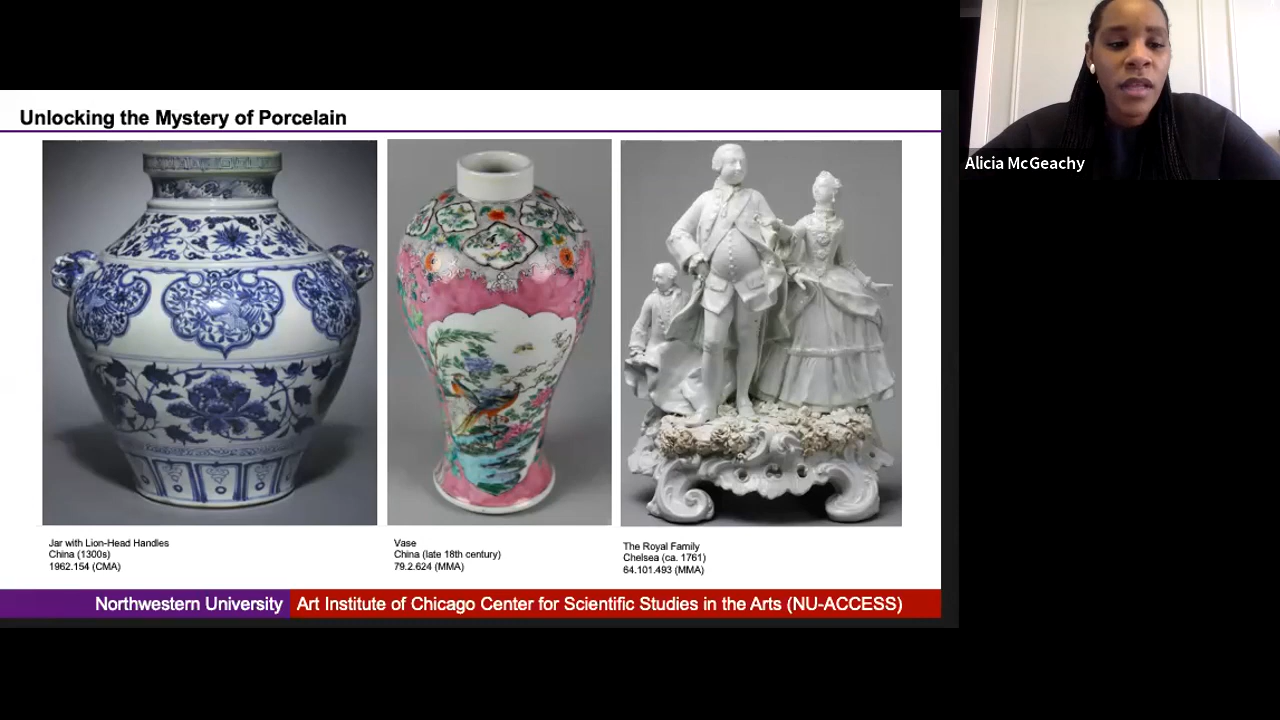 Unlocking the Mystery of Porcelain
Alicia McGeachy
Jar with Lion-Head Handles
China (1300s)
1962.154 (CMA)
Vase
China (late 18th century)
79.2.624 (MMA)
The Royal Family
Chelsea (ca. 1761)
64.101.493 (MMA)
Northwestern University Art Institute of Chicago Center for Scientific Studies in the Arts (NU-ACCESS)